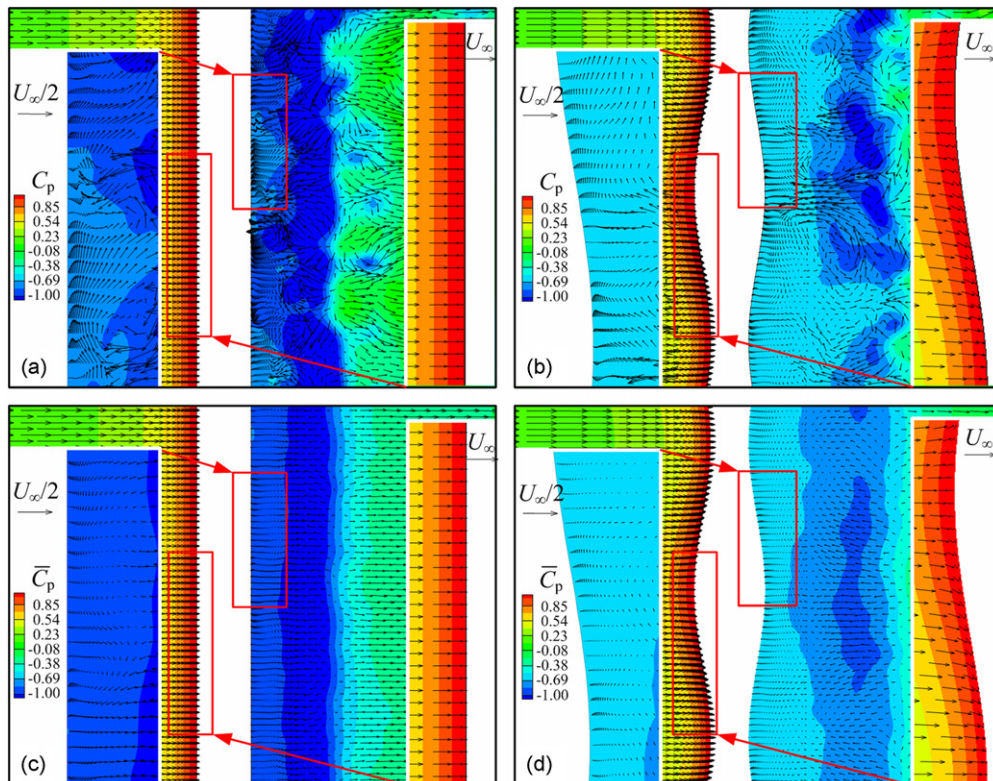 U∞
U∞/2
Cp
0.85
0.54
0.23
-0.08
-0.38
-0.69
-1.00
(a)
U∞
U∞/2
Cp
0.85
0.54
0.23
-0.08
-0.38
-0.69
-1.00
(b)
U∞
U∞/2
C̅p
0.85
0.54
0.23
-0.08
-0.38
-0.69
-1.00
(c)
U∞
U∞/2
C̅p
0.85
0.54
0.23
-0.08
-0.38
-0.69
-1.00
(d)